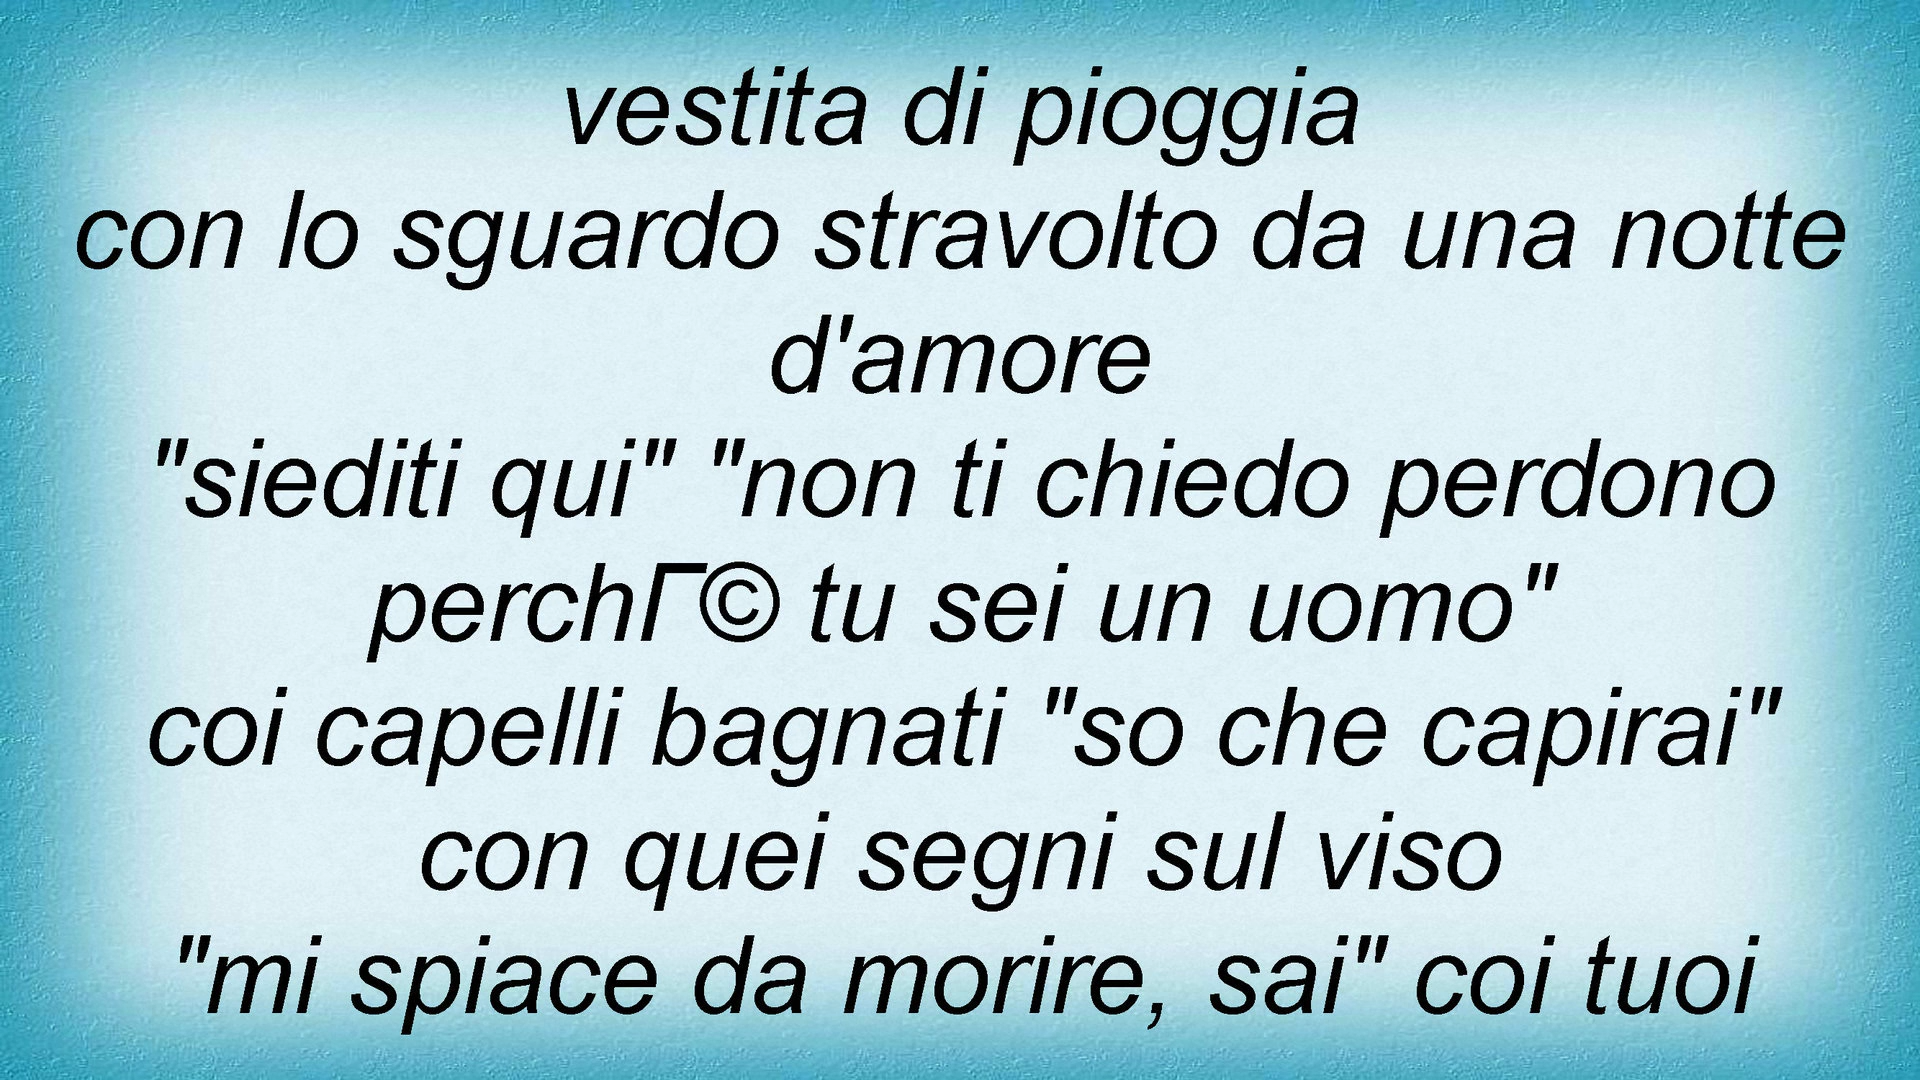 vestita di pioggia
con lo sguardo stravolto da una notte
d'amore
"siediti qui" "non ti chiedo perdono
perchГ© tu sei un uomo"
coi capelli bagnati "so che capirai"
con quei segni sul viso
"mi spiace da morire, sai" coi tuoi